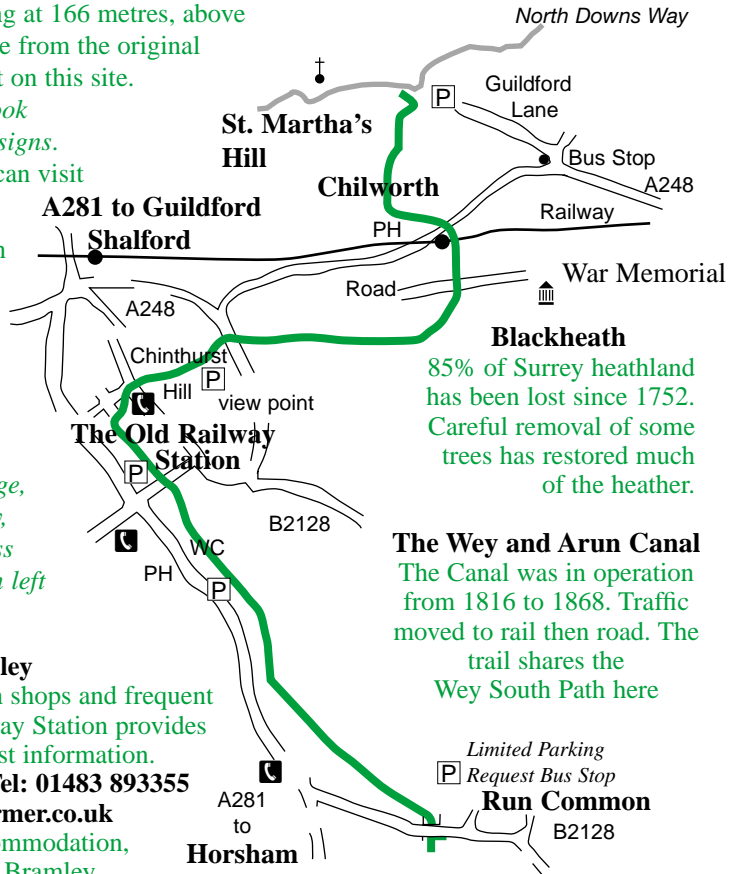 ng at 166 metres, above
e from the original
t on this site.
ook
signs.
can visit
n
North Downs Way
P
Guildford
Lane
St. Martha's
Hill
Bus Stop
A248
Chilworth
A281 to Guildford
Shalford
PH
Railway
Road
War Memorial
A248
Chinthurst
Hill
P
view point
Blackheath
85% of Surrey heathland
has been lost since 1752.
Careful removal of some
trees has restored much
of the heather.
The Old Railway
Station
P
ge,
,
ss
n left
B2128
WC
PH
P
The Wey and Arun Canal
The Canal was in operation
from 1816 to 1868. Traffic
moved to rail then road. The
trail shares the
Wey South Path here
ley
n shops and frequent
ay Station provides
st information.
Tel: 01483 893355
rmer.co.uk
ommodation,
Bramley
Limited Parking
P Request Bus Stop
Run Common
B2128
A281
to
Horsham